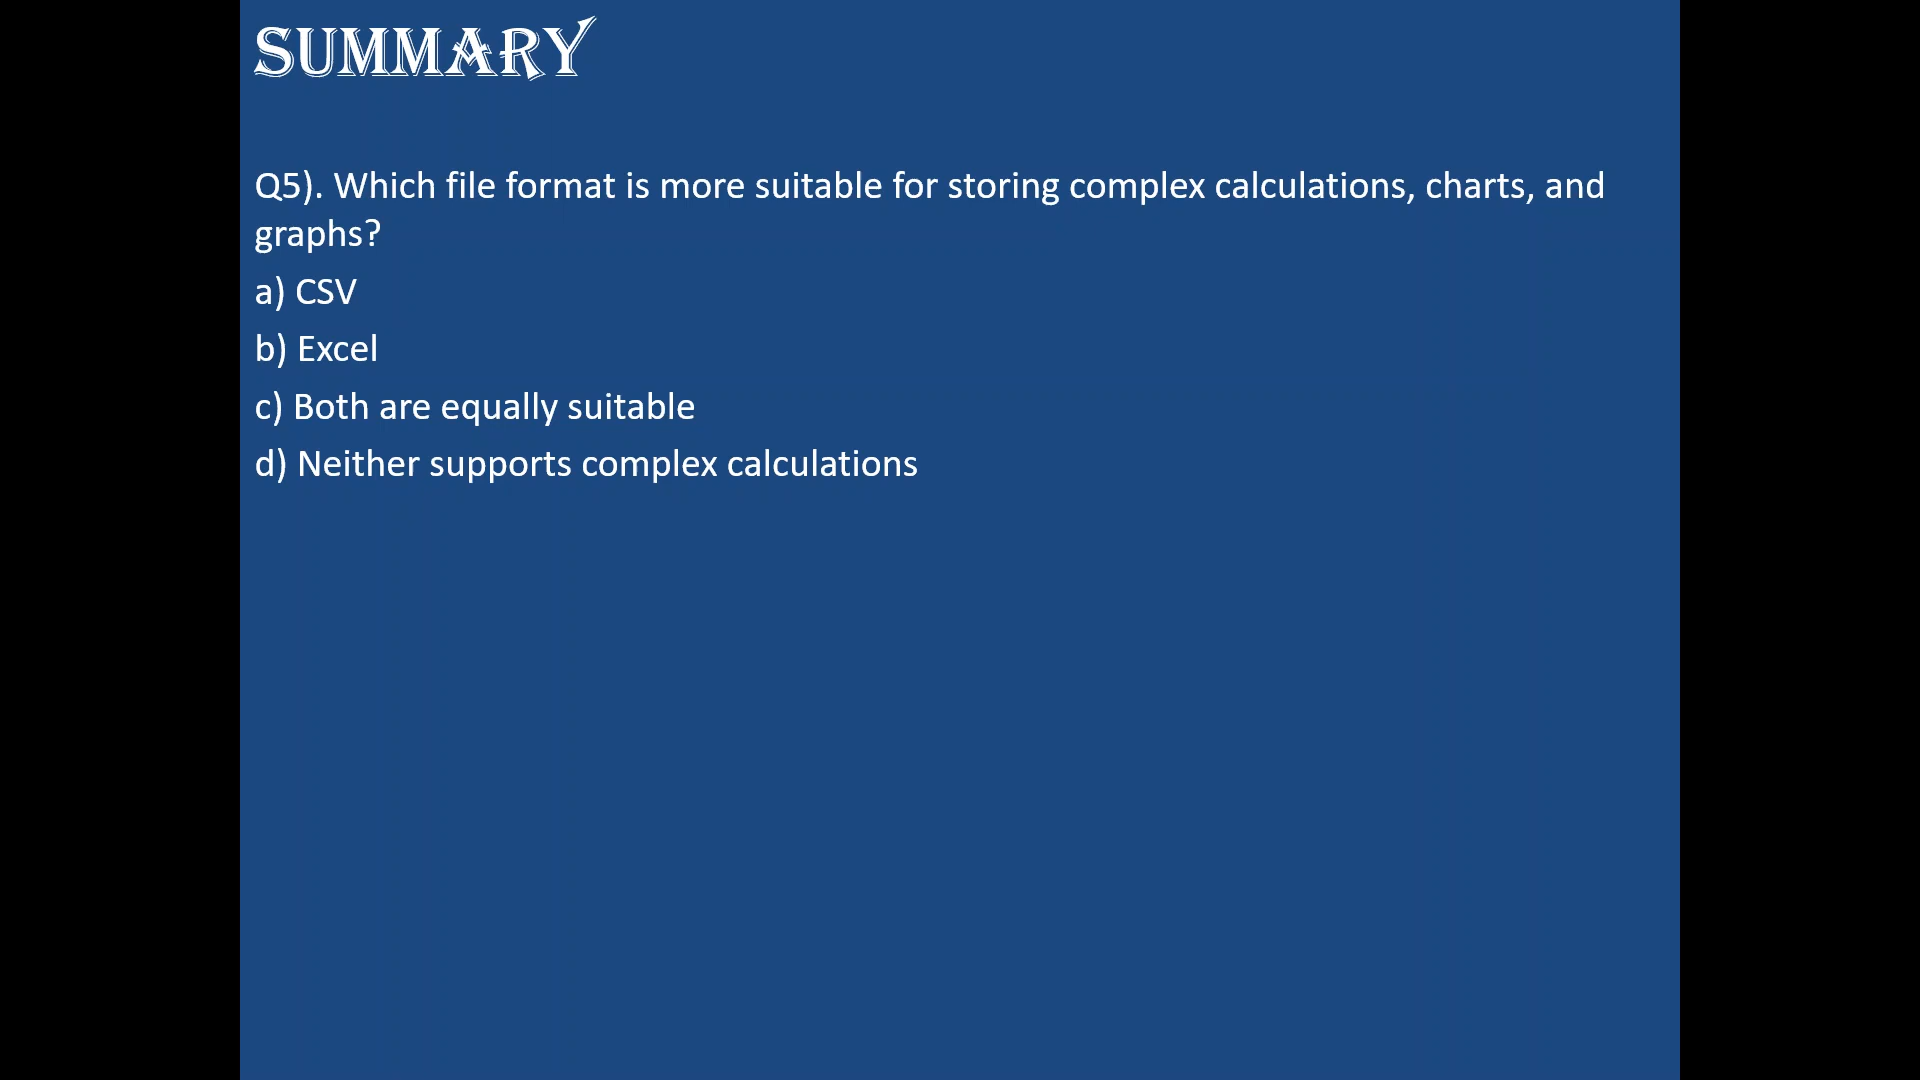 SUMMARY
Q5). Which file format is more suitable for storing complex calculations, charts, and
graphs?
a) CSV
b) Excel
c) Both are equally suitable
d) Neither supports complex calculations